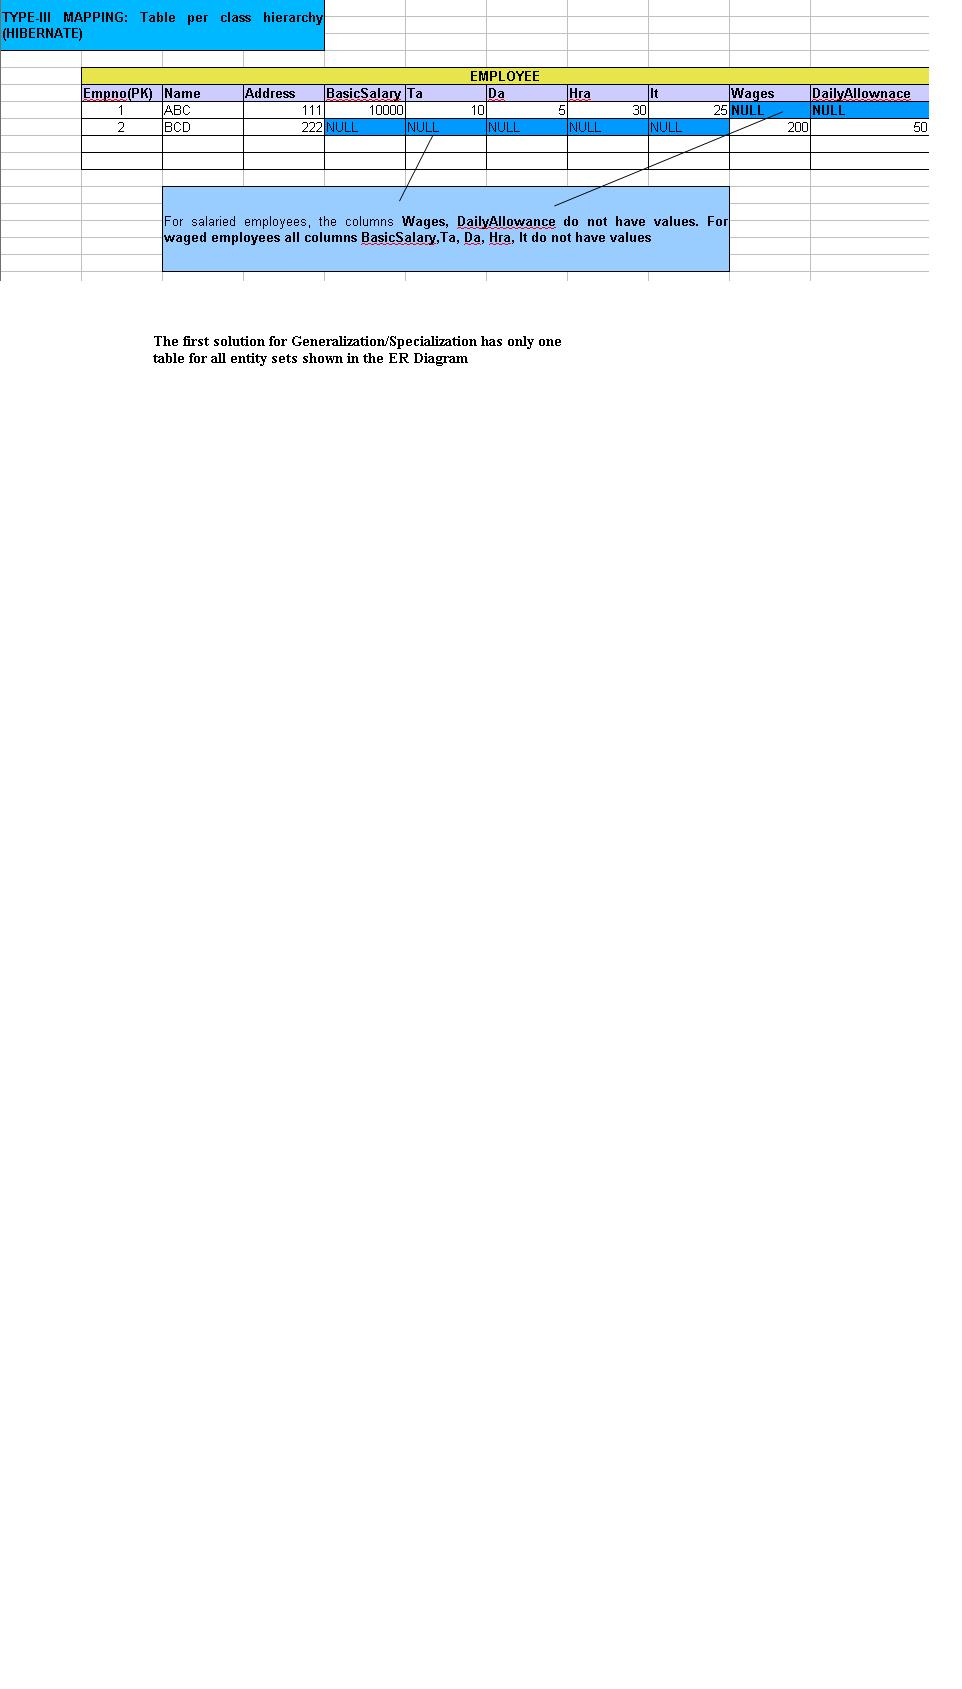 TYPE-III MAPPING: Table per class hierarchy
(HIBERNATE)
EMPLOYEE
Empno(PK) Name Address BasicSalary Ta Da Hra It Wages DailyAllownace
1 ABC 111 10000 10 5 30 25 NULL NULL
2 BCD 222 NULL NULL NULL NULL NULL 200 50
For salaried employees, the columns Wages, DailyAllowance do not have values. For
waged employees all columns BasicSalary,Ta, Da, Hra, It do not have values
The first solution for Generalization/Specialization has only one
table for all entity sets shown in the ER Diagram